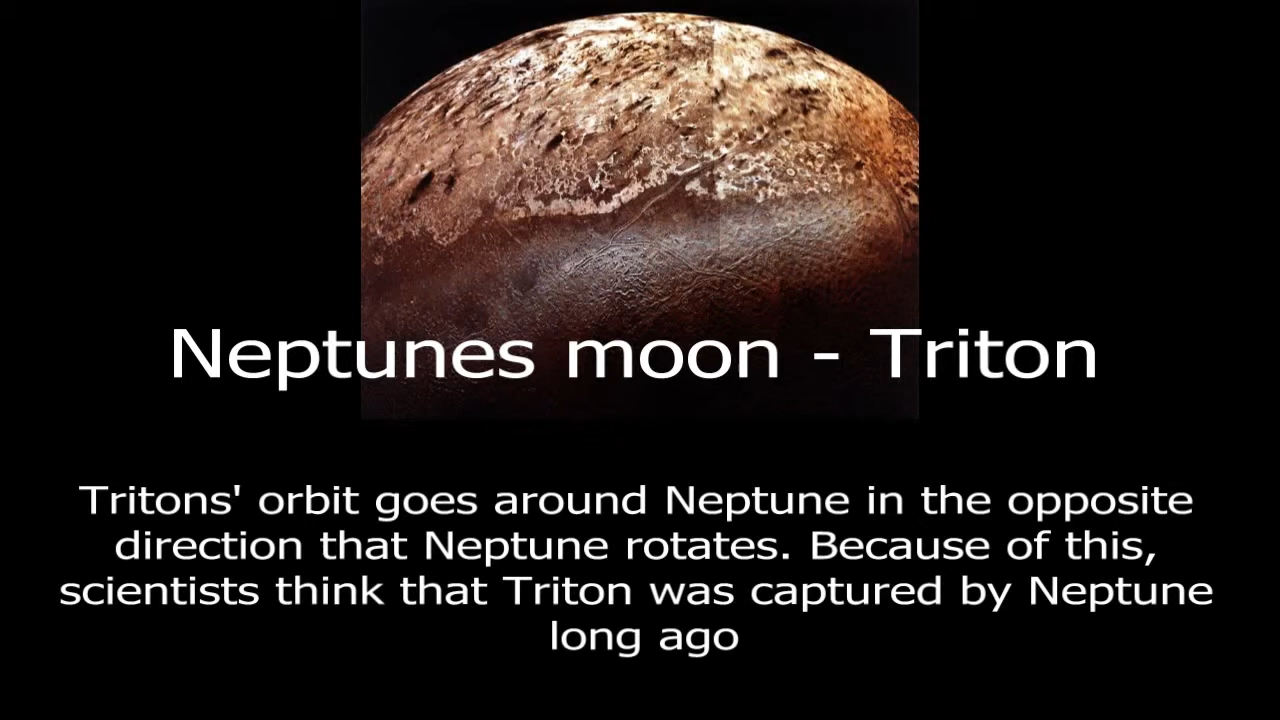 Neptunes moon - Triton
Tritons' orbit goes around Neptune in the opposite
direction that Neptune rotates. Because of this,
scientists think that Triton was captured by Neptune
long ago